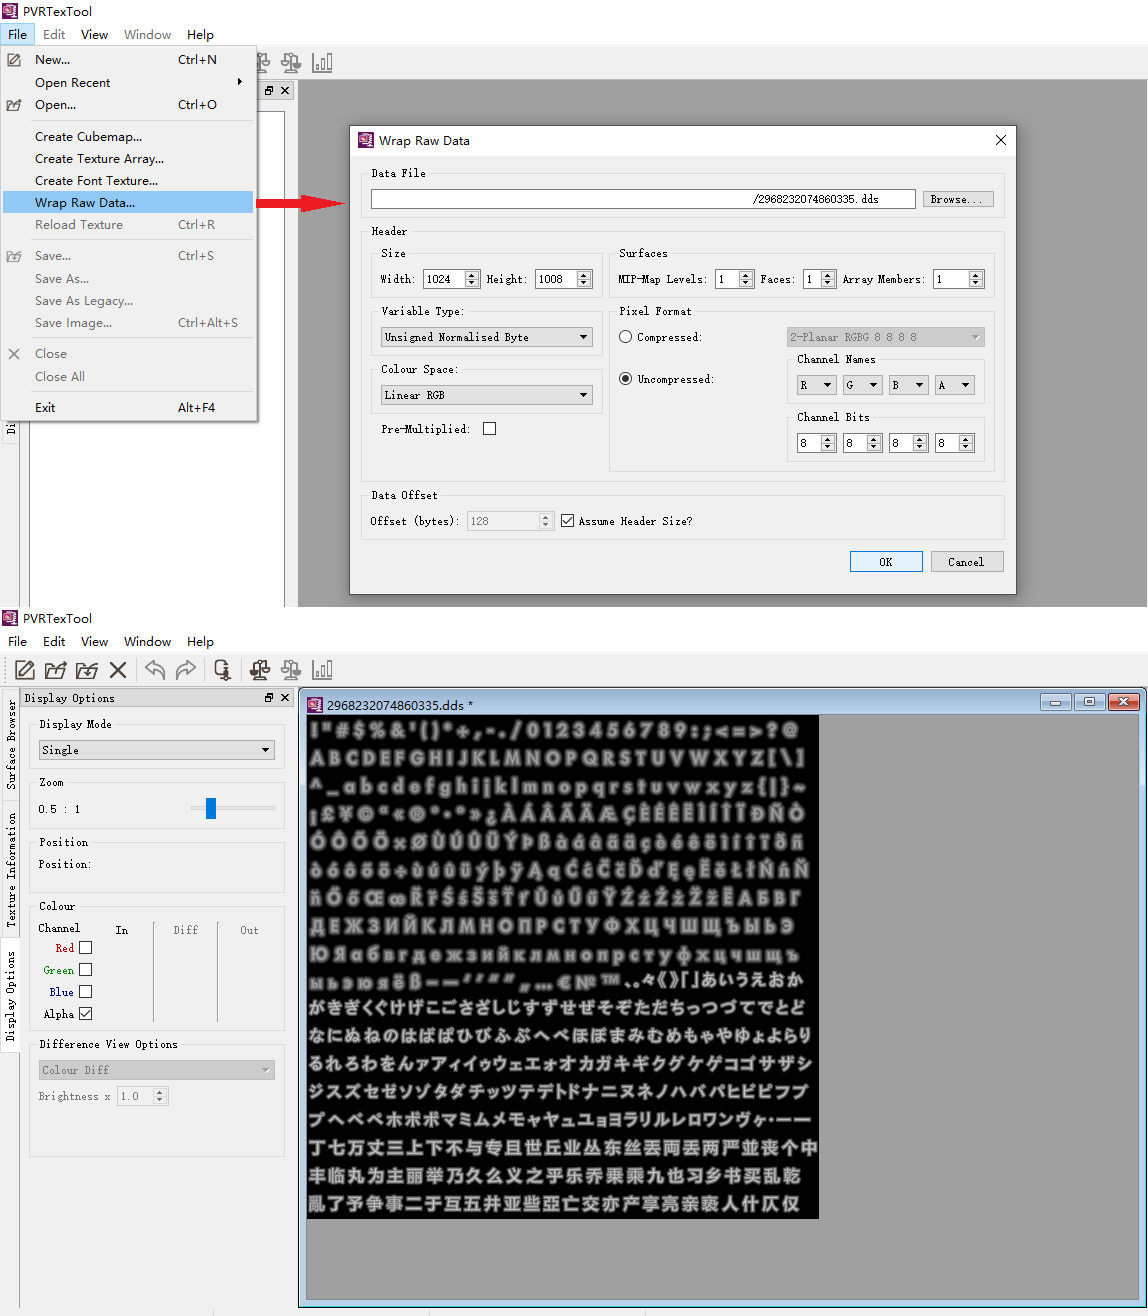 PVRTexTool
File Edit View Window Help
New... Ctrl+N
Open Recent
Open... Ctrl+O
Create Cubemap...
Create Texture Array...
Create Font Texture...
Wrap Raw Data...
Reload Texture Ctrl+R
Save... Ctrl+S
Save As...
Save As Legacy...
Save Image... Ctrl+Alt+S
Close
Close All
Exit Alt+F4
Di
Wrap Raw Data
Data File
/2968232074860335.dds Browse...
Header
Size
Width: 1024 Height: 1008
Surfaces
MIP-Map Levels: 1 Faces: 1 Array Members: 1
Variable Type:
Unsigned Normalised Byte
Colour Space:
Linear RGB
Pre-Multiplied:
Pixel Format
Compressed: 2-Planar RGBG 8 8 8 8
Uncompressed:
Channel Names
R G B A
Channel Bits
8 8 8 8
Data Offset
Offset (bytes): 128 Assume Header Size?
OK Cancel
PVRTexTool
File Edit View Window Help
Surface Browser
Texture Information
Display Options
Display Options
Display Mode
Single
Zoom
0.5 : 1
Position
Position:
Colour
Channel In Diff Out
Red
Green
Blue
Alpha
Difference View Options
Colour Diff
Brightness x 1.0
2968232074860335.dds *
!"#$%&'()*+,-./0123456789:;<=>?@
ABCDEFGHIJKLMNOPQRSTUVWXYZ[\]
^_abcdefghijklmnopqrstuvwxyz{|}~
ДЕЖЗИЙКЛМНОПРСТУФХЦЧШЩЪЫЬЭ
ЮЯабвгдежзийклмнопрстуфхцчшщъ
がきぎくぐけげこごさざしじすずせぜそぞただちっつづてでとど
なにぬねのはばぱひびふぶへべほぼまみむめもゃやゆょよらり
るれろわをんァアィイゥウェエォオカガキギクグケゲコゴサザシ
ジスズセゼソゾタダチッツテデトドナニヌネノハバパヒビピフブ
プヘベペホボポマミムメモャヤュユョヨラリルレロワンヴヶ・ー一
丁七万丈三上下不与专且世丘业丛东丝丟両丢两严並丧个中
丰临丸为主丽举乃久么义之乎乐乔乗乘九也习乡书买乱乾
亂了予争事二于互五井亚些亞亡交亦产享亮亲亵人什仄仅